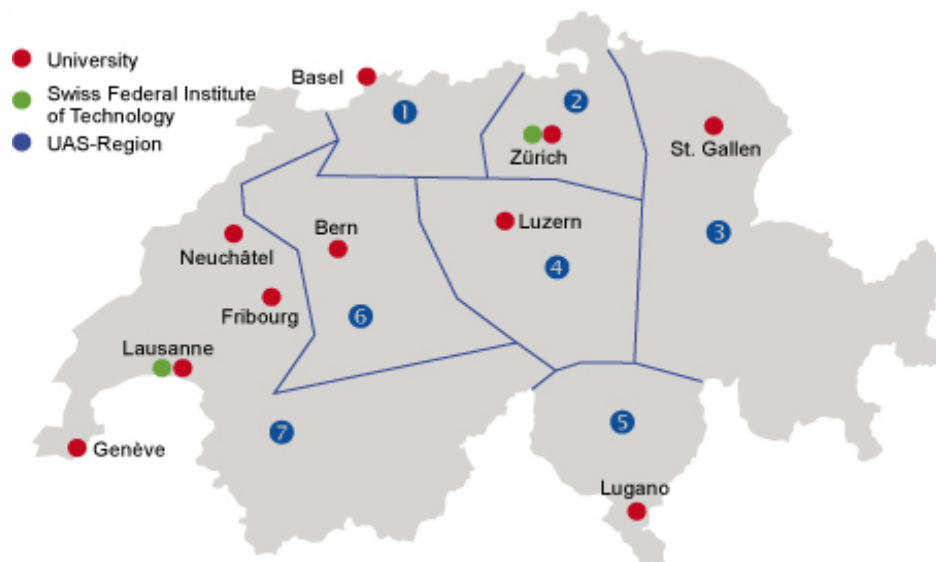 University
Swiss Federal Institute
of Technology
UAS-Region
Basel
1
2
Zürich
St. Gallen
3
Neuchâtel
Bern
Luzern
4
Fribourg
6
Lausanne
7
5
Genève
Lugano